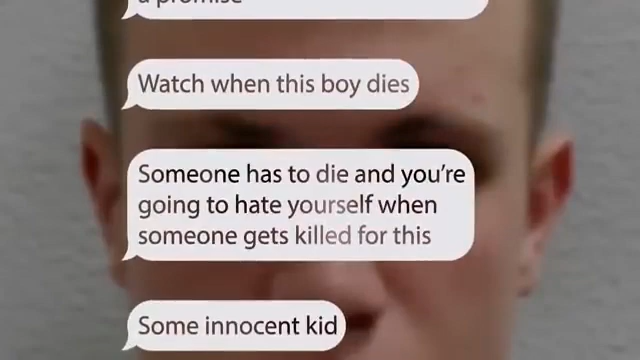 a promise
Watch when this boy dies
Someone has to die and you're
going to hate yourself when
someone gets killed for this
Some innocent kid